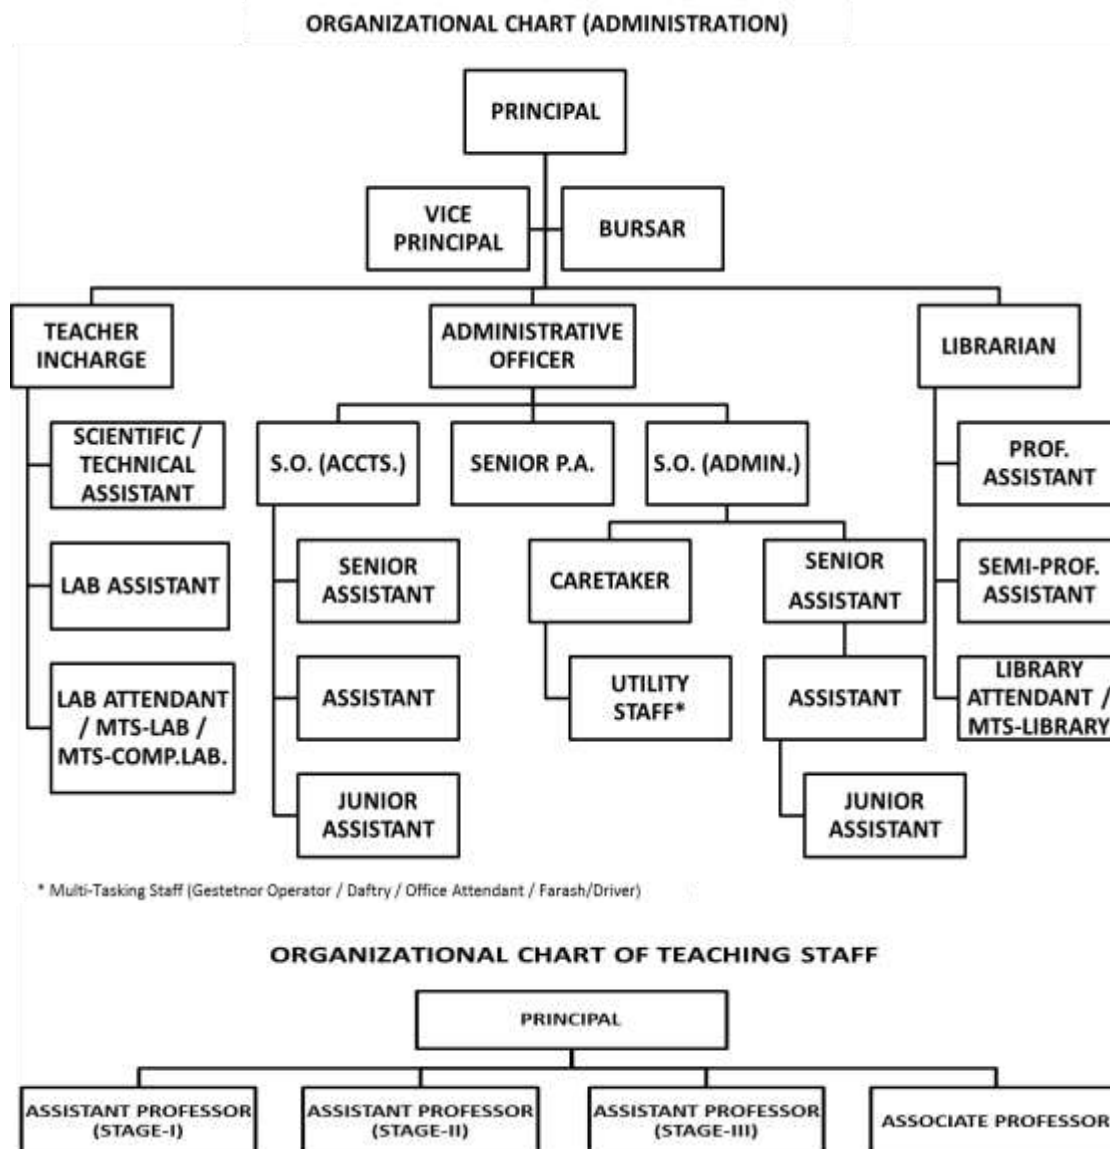 ORGANIZATIONAL CHART (ADMINISTRATION)
PRINCIPAL
VICE
PRINCIPAL
BURSAR
TEACHER
INCHARGE
ADMINISTRATIVE
OFFICER
LIBRARIAN
SCIENTIFIC /
TECHNICAL
ASSISTANT
S.O. (ACCTS.)
SENIOR P.A.
S.O. (ADMIN.)
PROF.
ASSISTANT
LAB ASSISTANT
SENIOR
ASSISTANT
CARETAKER
SENIOR
ASSISTANT
SEMI-PROF.
ASSISTANT
LAB ATTENDANT
/ MTS-LAB /
MTS-COMP.LAB.
ASSISTANT
UTILITY
STAFF*
ASSISTANT
LIBRARY
ATTENDANT /
MTS-LIBRARY
JUNIOR
ASSISTANT
JUNIOR
ASSISTANT
* Multi-Tasking Staff (Gestetnor Operator / Daftry / Office Attendant / Farash/Driver)
ORGANIZATIONAL CHART OF TEACHING STAFF
PRINCIPAL
ASSISTANT PROFESSOR
(STAGE-I)
ASSISTANT PROFESSOR
(STAGE-II)
ASSISTANT PROFESSOR
(STAGE-III)
ASSOCIATE PROFESSOR